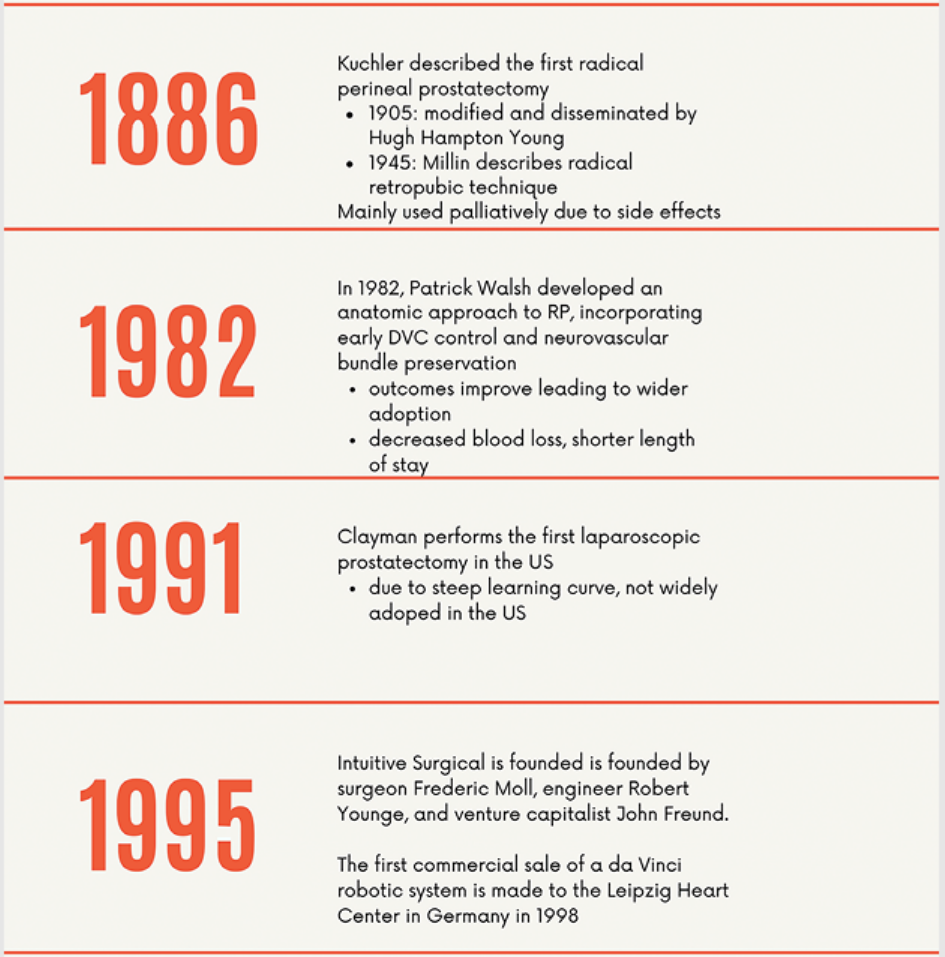 1886
Kuchler described the first radical
perineal prostatectomy
• 1905: modified and disseminated by
Hugh Hampton Young
• 1945: Millin describes radical
retropubic technique
Mainly used palliatively due to side effects
1982
In 1982, Patrick Walsh developed an
anatomic approach to RP, incorporating
early DVC control and neurovascular
bundle preservation
• outcomes improve leading to wider
adoption
• decreased blood loss, shorter length
of stay
1991
Clayman performs the first laparoscopic
prostatectomy in the US
• due to steep learning curve, not widely
adoped in the US
1995
Intuitive Surgical is founded is founded by
surgeon Frederic Moll, engineer Robert
Younge, and venture capitalist John Freund.
The first commercial sale of a da Vinci
robotic system is made to the Leipzig Heart
Center in Germany in 1998